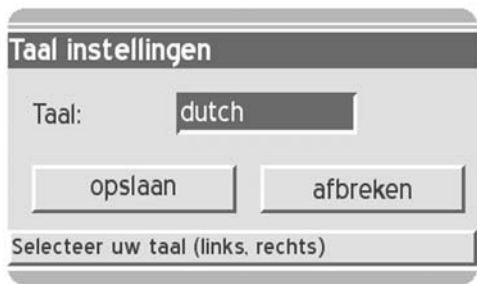 Taal instellingen
Taal: dutch
opslaan afbreken
Selecteer uw taal (links, rechts)